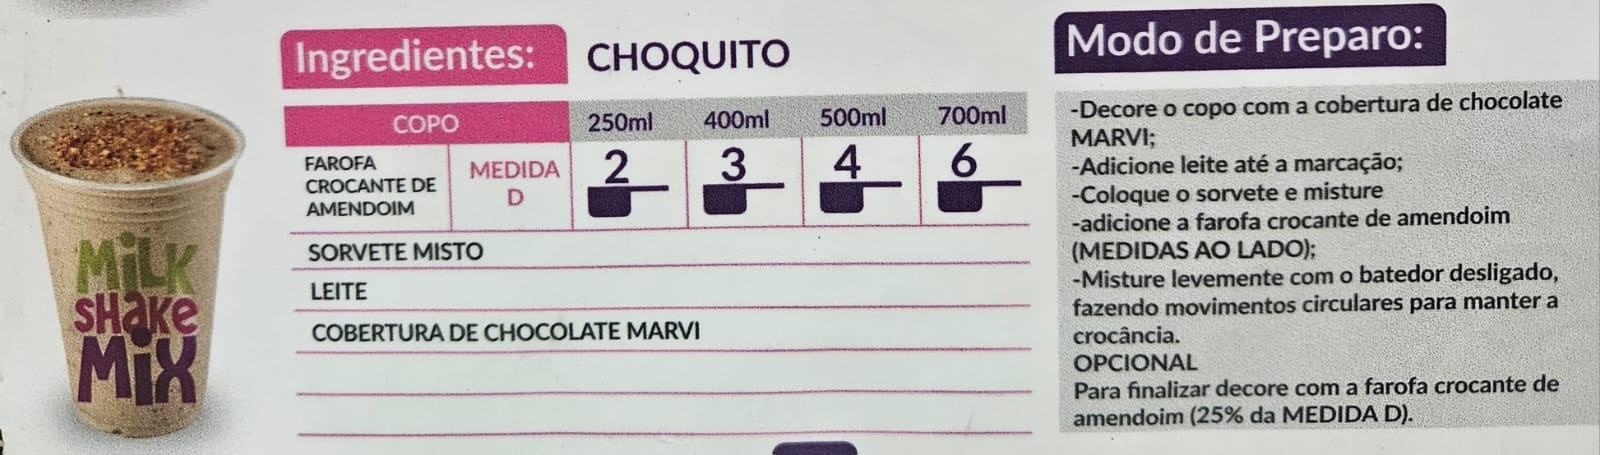 MiLK
SHaKe
MiX
Ingredientes: CHOQUITO
COPO 250ml 400ml 500ml 700ml
FAROFA
CROCANTE DE
AMENDOIM
MEDIDA
D
2 3 4 6
SORVETE MISTO
LEITE
COBERTURA DE CHOCOLATE MARVI
Modo de Preparo:
-Decore o copo com a cobertura de chocolate
MARVI;
-Adicione leite até a marcação;
-Coloque o sorvete e misture
-adicione a farofa crocante de amendoim
(MEDIDAS AO LADO);
-Misture levemente com o batedor desligado,
fazendo movimentos circulares para manter a
crocância.
OPCIONAL
Para finalizar decore com a farofa crocante de
amendoim (25% da MEDIDA D).